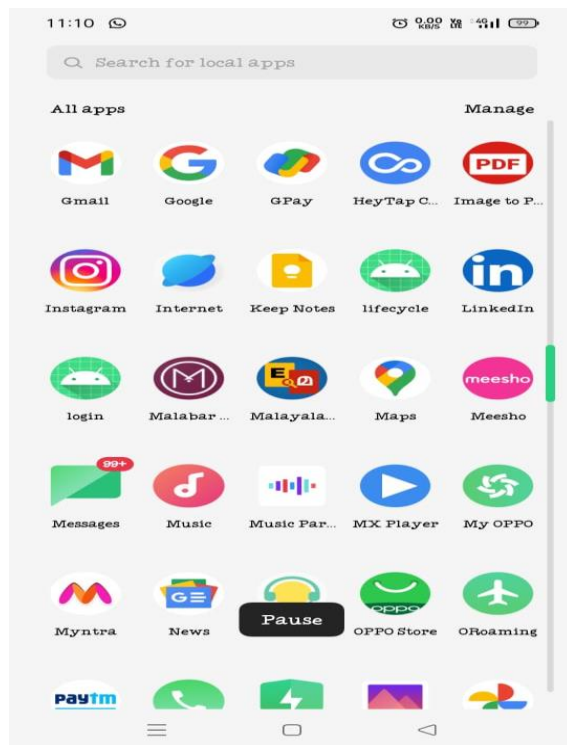 11:10 0.00 KB/S Vo LTE 4G 99
Search for local apps
All apps Manage
PDF
Gmail Google GPay HeyTap C... Image to P...
in
Instagram Internet Keep Notes lifecycle LinkedIn
M E മ meesho
login Malabar ... Malayala... Maps Meesho
99+
Messages Music Music Par... MX Player My OPPO
GE oppo
Pause
Myntra News OPPO Store ORoaming
Paytm